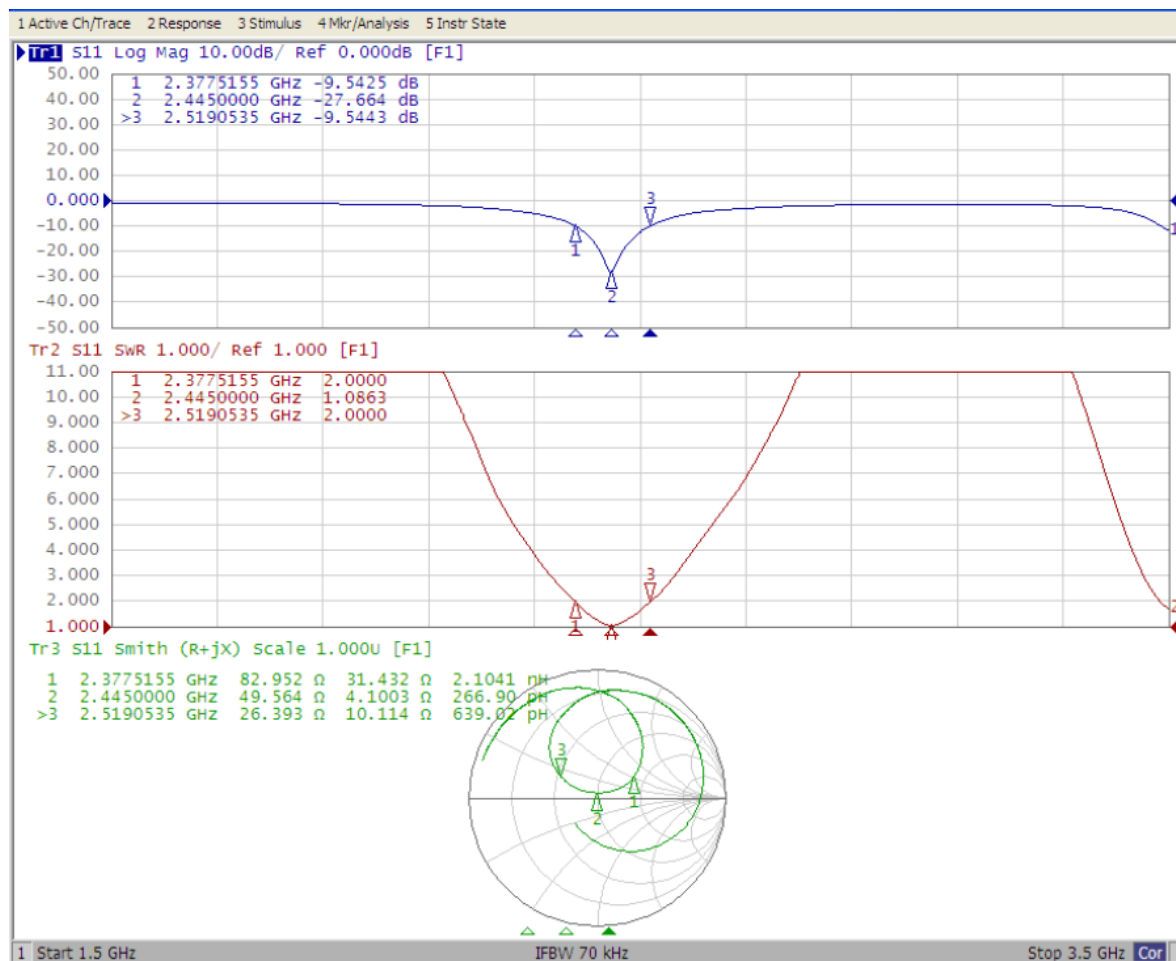 1 Active Ch/Trace 2 Response 3 Stimulus 4 Mkr/Analysis 5 Instr State
Tr1 S11 Log Mag 10.00dB/ Ref 0.000dB [F1]
50.00
40.00
30.00
20.00
10.00
0.000
-10.00
-20.00
-30.00
-40.00
-50.00
1 2.3775155 GHz -9.5425 dB
2 2.4450000 GHz -27.664 dB
>3 2.5190535 GHz -9.5443 dB
1
2
3
1
Tr2 S11 SWR 1.000/ Ref 1.000 [F1]
11.00
10.00
9.000
8.000
7.000
6.000
5.000
4.000
3.000
2.000
1.000
1 2.3775155 GHz 2.0000
2 2.4450000 GHz 1.0863
>3 2.5190535 GHz 2.0000
1
3
2
Tr3 S11 Smith (R+jX) Scale 1.000U [F1]
1 2.3775155 GHz 82.952 Ω 31.432 Ω 2.1041 nH
2 2.4450000 GHz 49.564 Ω 4.1003 Ω 266.90 pH
>3 2.5190535 GHz 26.393 Ω 10.114 Ω 639.02 pH
3
1
2
1 Start 1.5 GHz IFBW 70 kHz Stop 3.5 GHz Cor